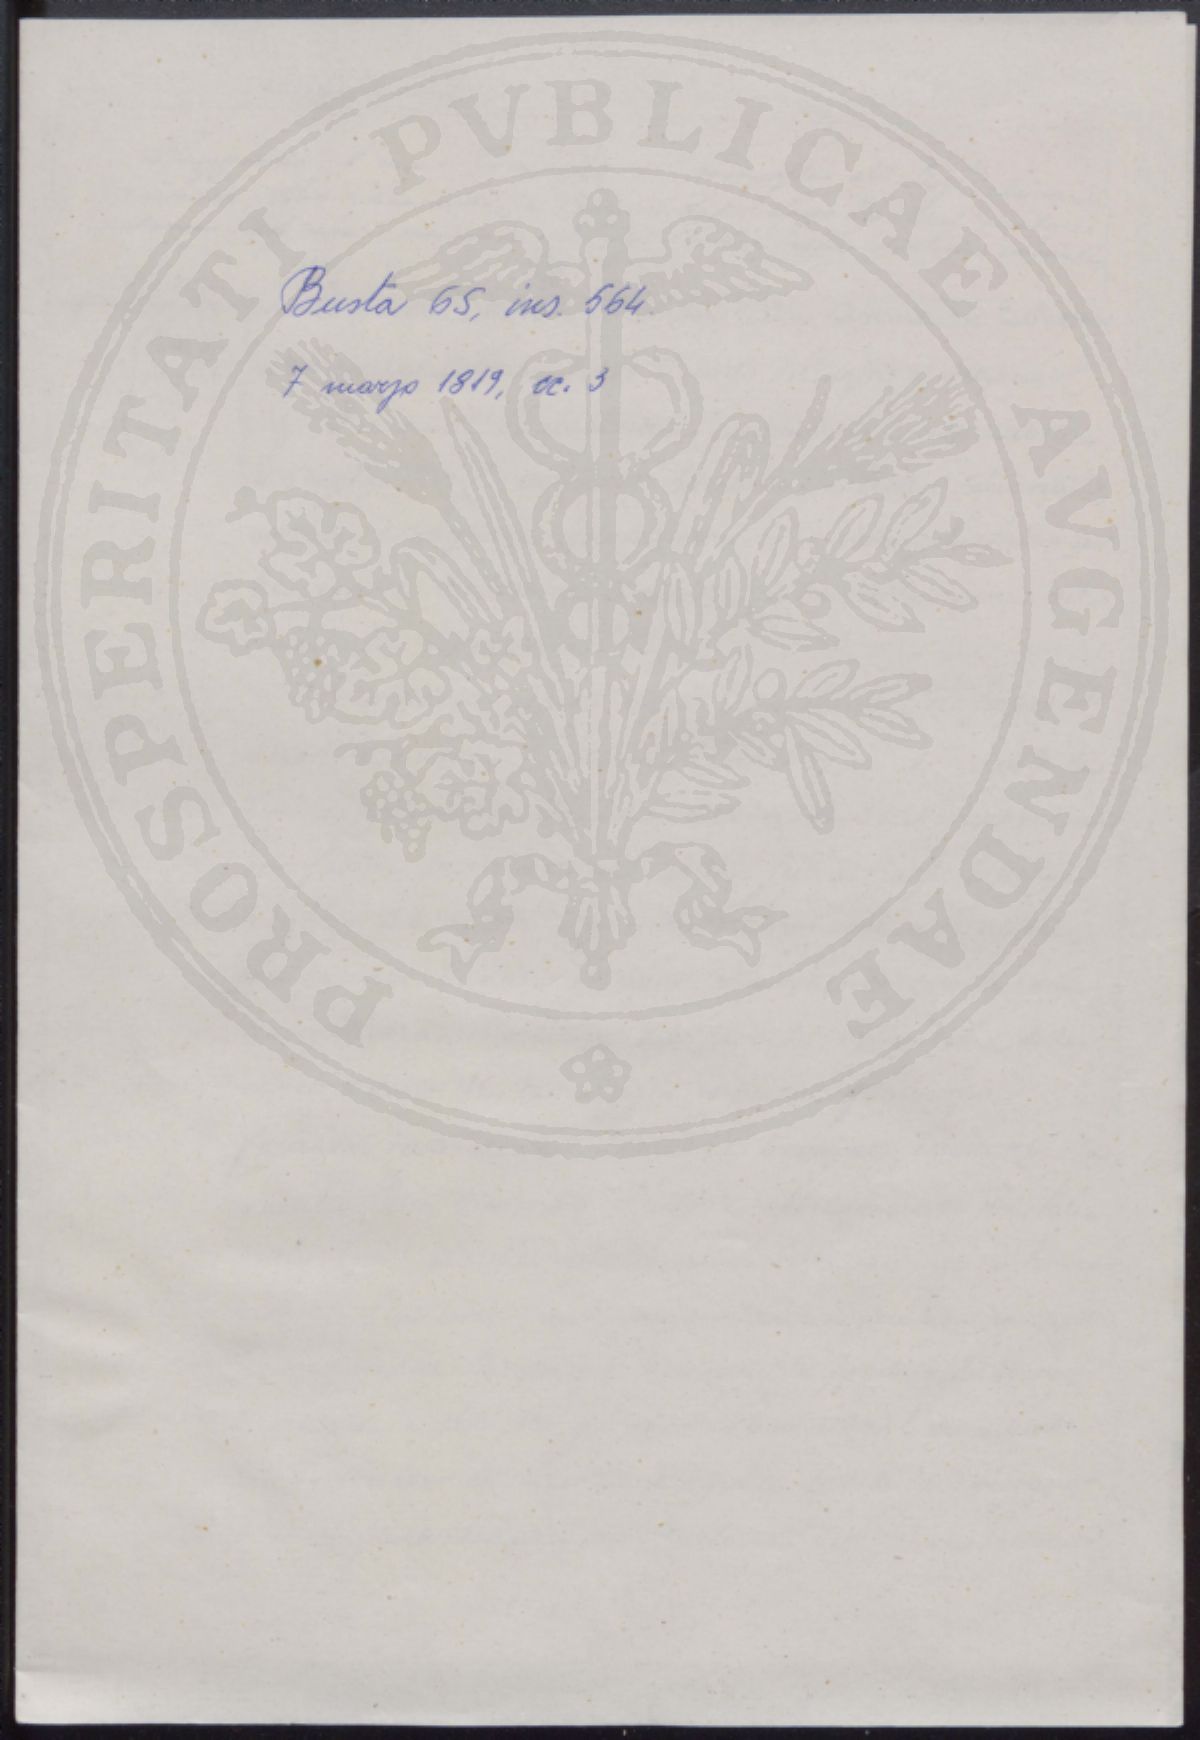 PROSPERITATI PVBLICAE AVGENDAE
Busta 65, ins. 564
7 marzo 1819, cc. 3